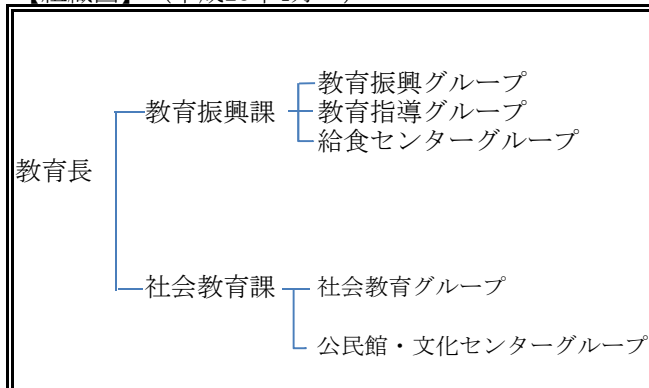 教育振興グループ
教育振興課 教育指導グループ
給食センターグループ
教育長
社会教育課 社会教育グループ
公民館・文化センターグループ